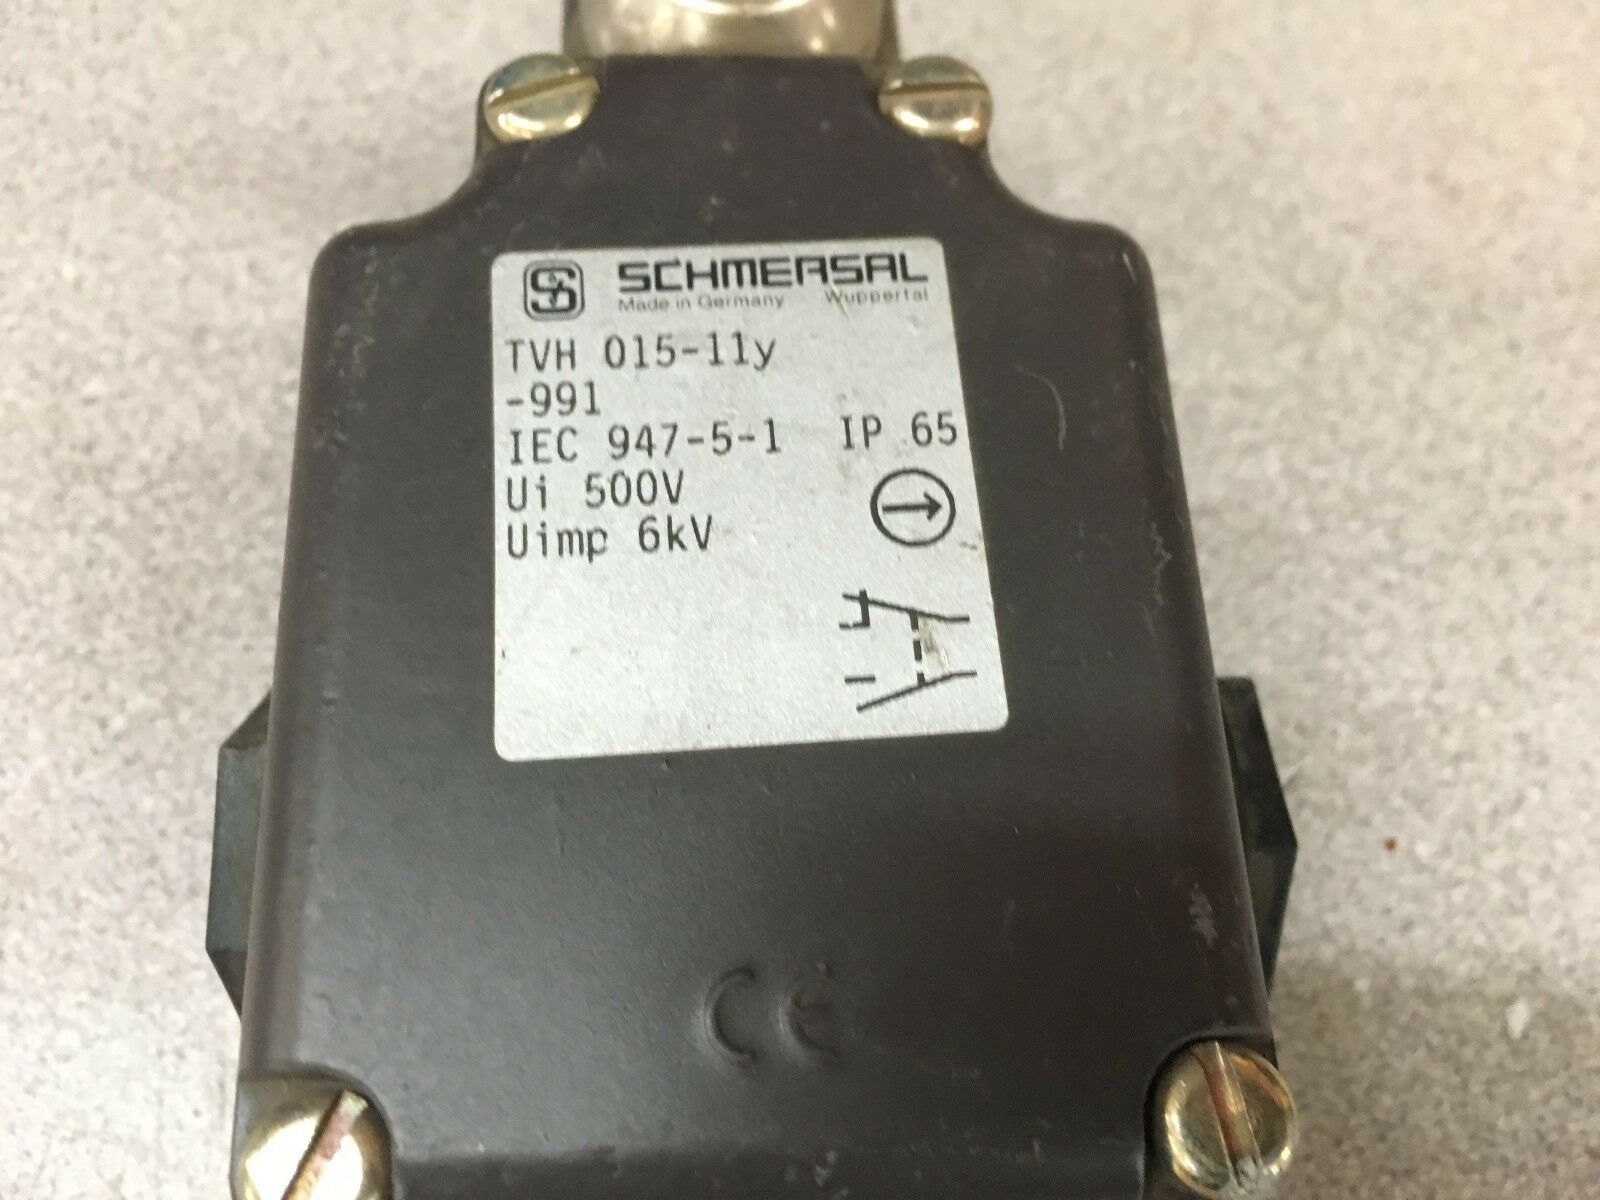 SCHMERSAL
Made in Germany Wuppertal
TVH 015-11y
-991
IEC 947-5-1 IP 65
Ui 500V
Uimp 6kV
CE